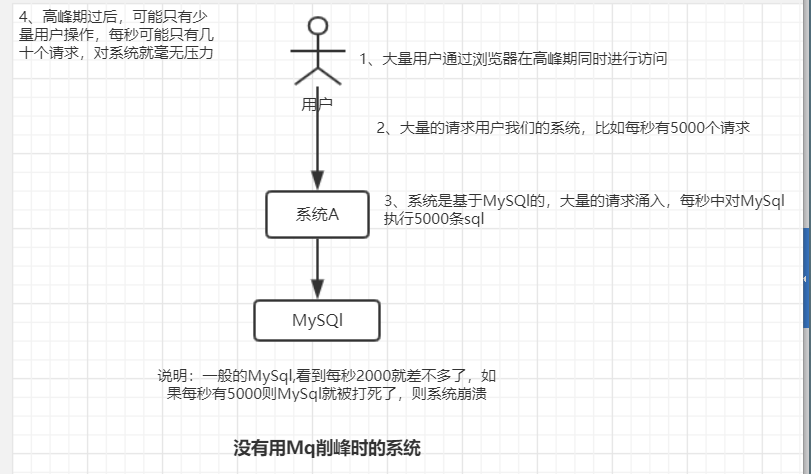 4、高峰期过后，可能只有少
量用户操作，每秒可能只有几
十个请求，对系统就毫无压力
1、大量用户通过浏览器在高峰期同时进行访问
用户
2、大量的请求用户我们的系统，比如每秒有5000个请求
系统A
3、系统是基于MySQl的，大量的请求涌入，每秒中对MySql
执行5000条sql
MySQl
说明：一般的MySql,看到每秒2000就差不多了，如
果每秒有5000则MySql就被打死了，则系统崩溃
没有用Mq削峰时的系统